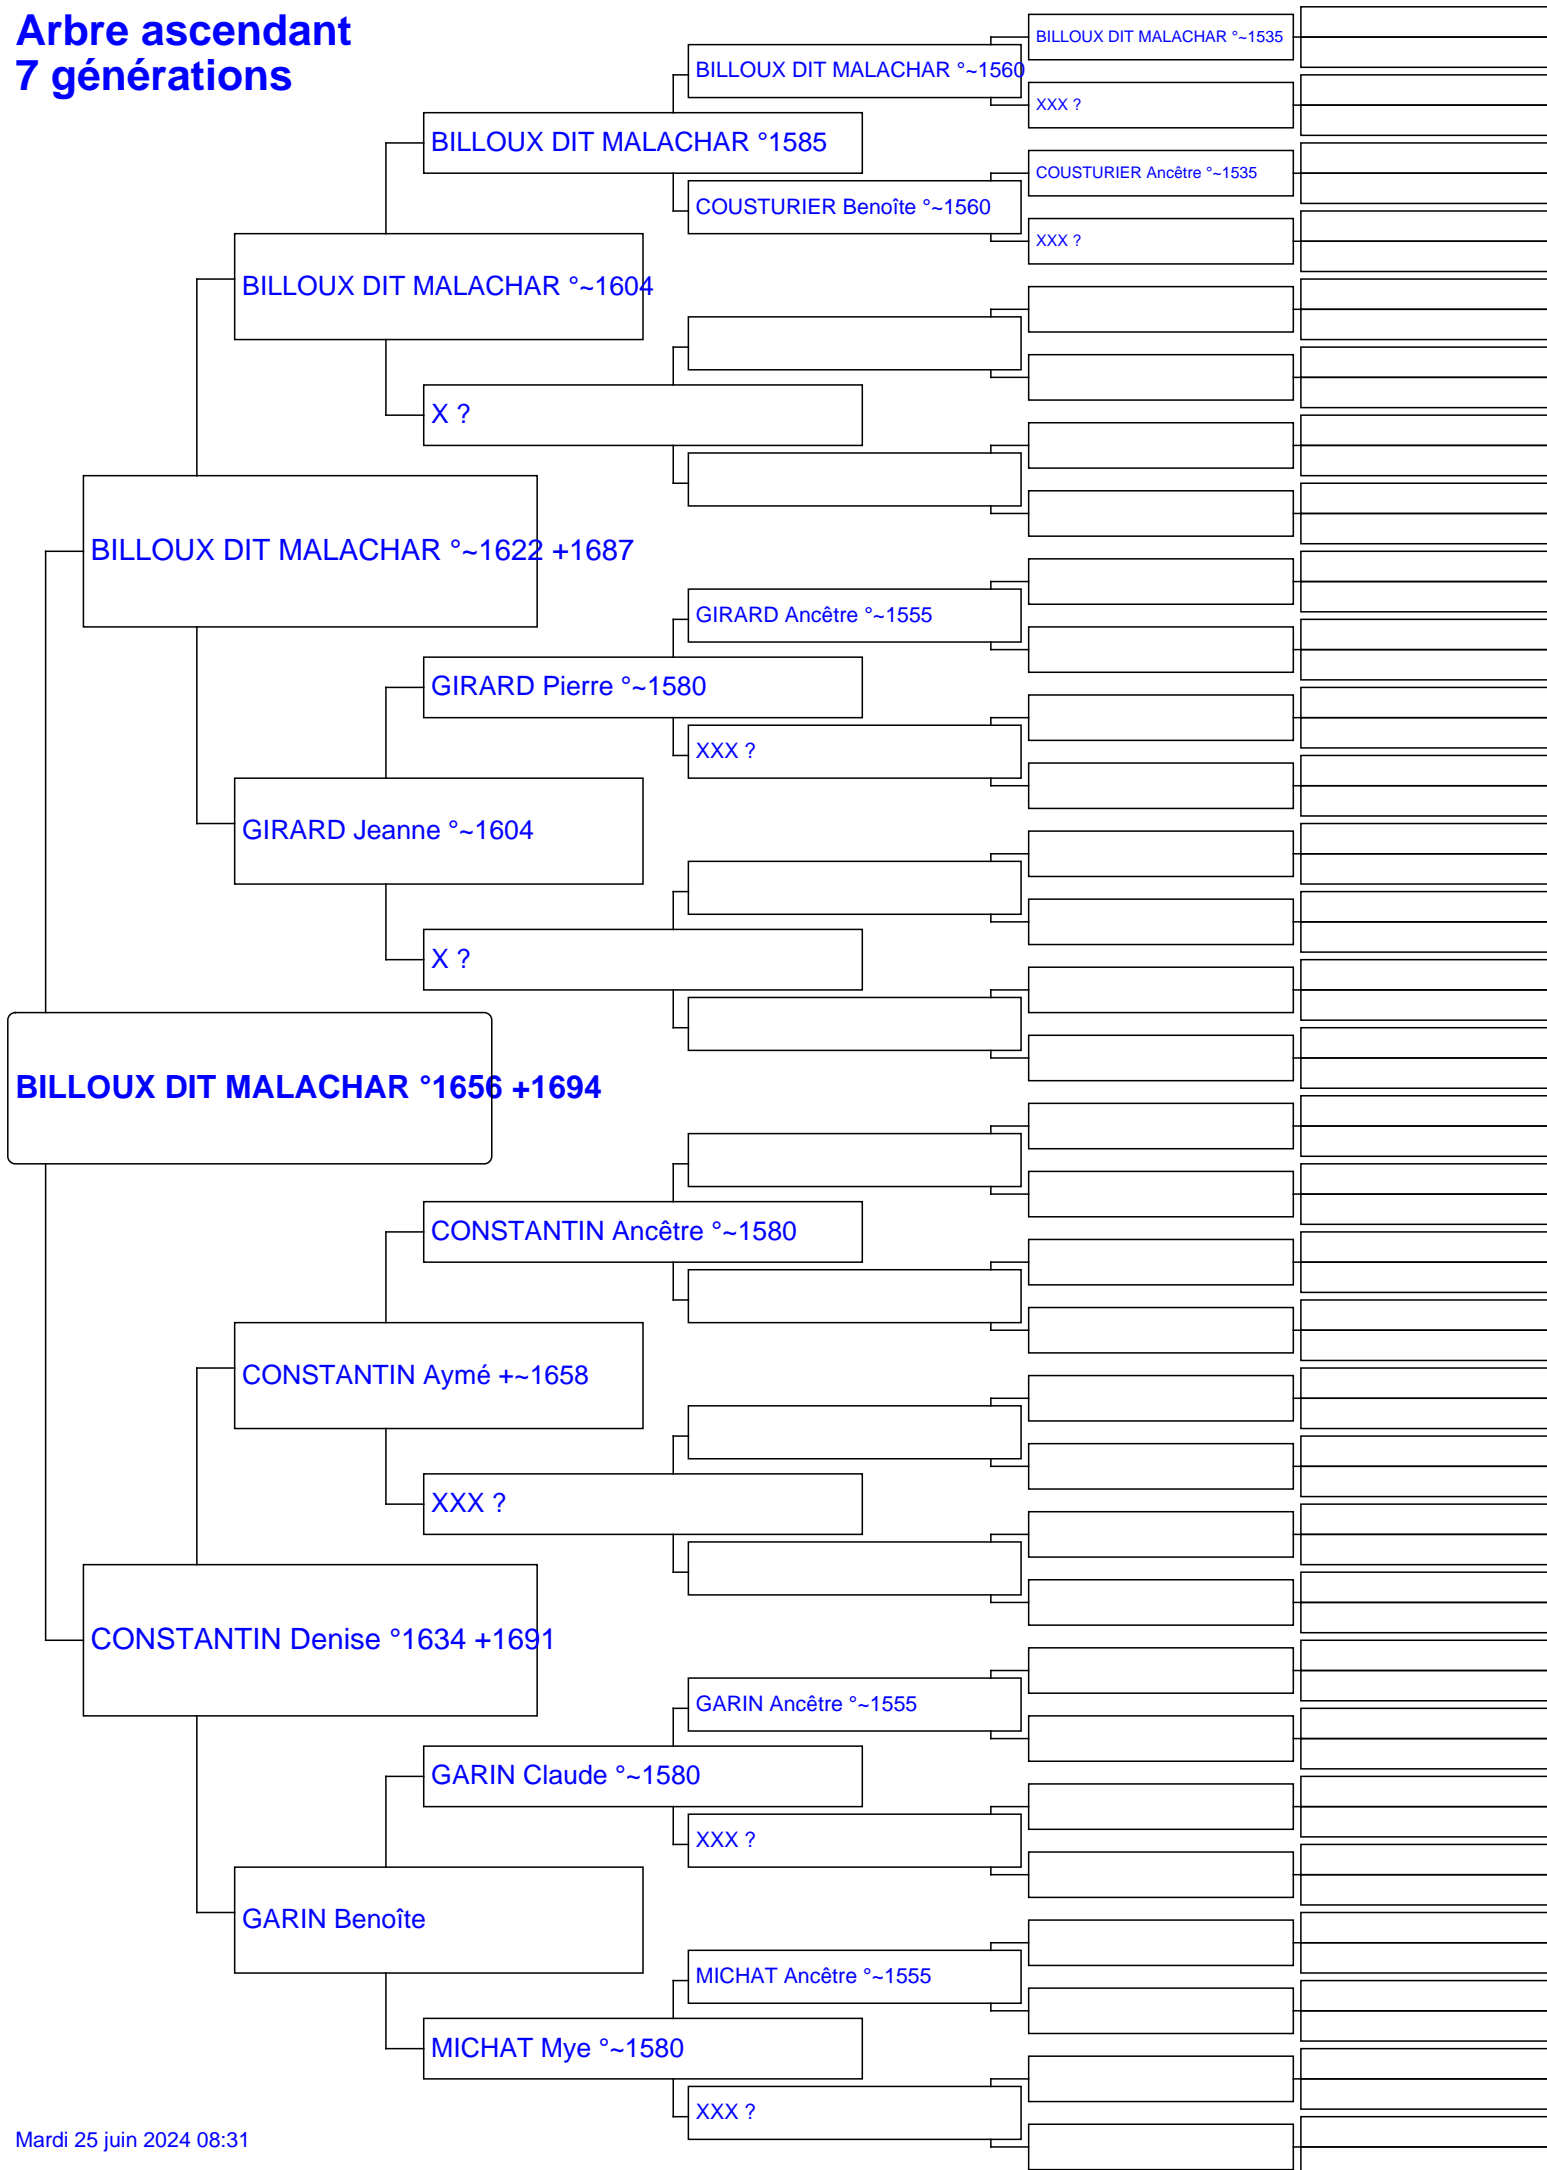 Arbre ascendant
7 générations
BILLOUX DIT MALACHAR °~1535
BILLOUX DIT MALACHAR °~1560
XXX ?
BILLOUX DIT MALACHAR °1585
COUSTURIER Ancêtre °~1535
COUSTURIER Benoîte °~1560
XXX ?
BILLOUX DIT MALACHAR °~1604
X ?
BILLOUX DIT MALACHAR °~1622 +1687
GIRARD Ancêtre °~1555
GIRARD Pierre °~1580
XXX ?
GIRARD Jeanne °~1604
X ?
BILLOUX DIT MALACHAR °1656 +1694
CONSTANTIN Ancêtre °~1580
CONSTANTIN Aymé +~1658
XXX ?
CONSTANTIN Denise °1634 +1691
GARIN Ancêtre °~1555
GARIN Claude °~1580
XXX ?
GARIN Benoîte
MICHAT Ancêtre °~1555
MICHAT Mye °~1580
XXX ?
Mardi 25 juin 2024 08:31